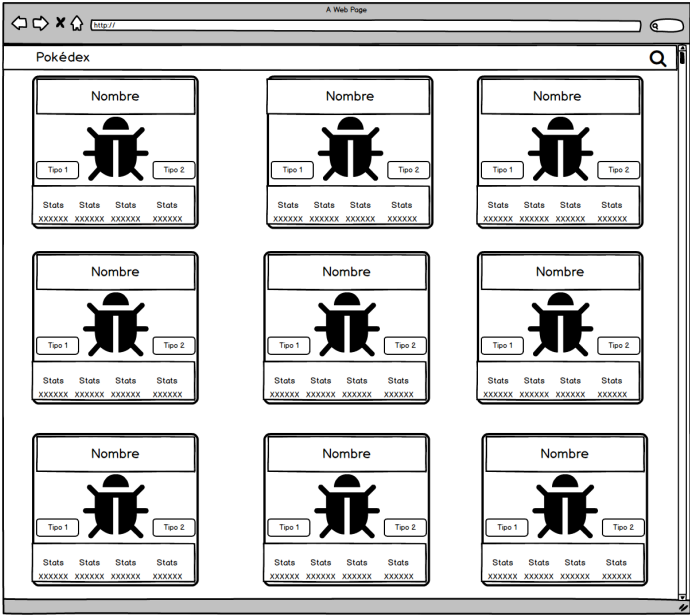 A Web Page
http://
Pokédex
Nombre Nombre Nombre
Tipo 1 Tipo 2 Tipo 1 Tipo 2 Tipo 1 Tipo 2
Stats Stats Stats Stats Stats Stats Stats Stats Stats Stats Stats Stats
XXXXXX XXXXXX XXXXXX XXXXXX XXXXXX XXXXXX XXXXXX XXXXXX XXXXXX XXXXXX XXXXXX XXXXXX
Nombre Nombre Nombre
Tipo 1 Tipo 2 Tipo 1 Tipo 2 Tipo 1 Tipo 2
Stats Stats Stats Stats Stats Stats Stats Stats Stats Stats Stats Stats
XXXXXX XXXXXX XXXXXX XXXXXX XXXXXX XXXXXX XXXXXX XXXXXX XXXXXX XXXXXX XXXXXX XXXXXX
Nombre Nombre Nombre
Tipo 1 Tipo 2 Tipo 1 Tipo 2 Tipo 1 Tipo 2
Stats Stats Stats Stats Stats Stats Stats Stats Stats Stats Stats Stats
XXXXXX XXXXXX XXXXXX XXXXXX XXXXXX XXXXXX XXXXXX XXXXXX XXXXXX XXXXXX XXXXXX XXXXXX